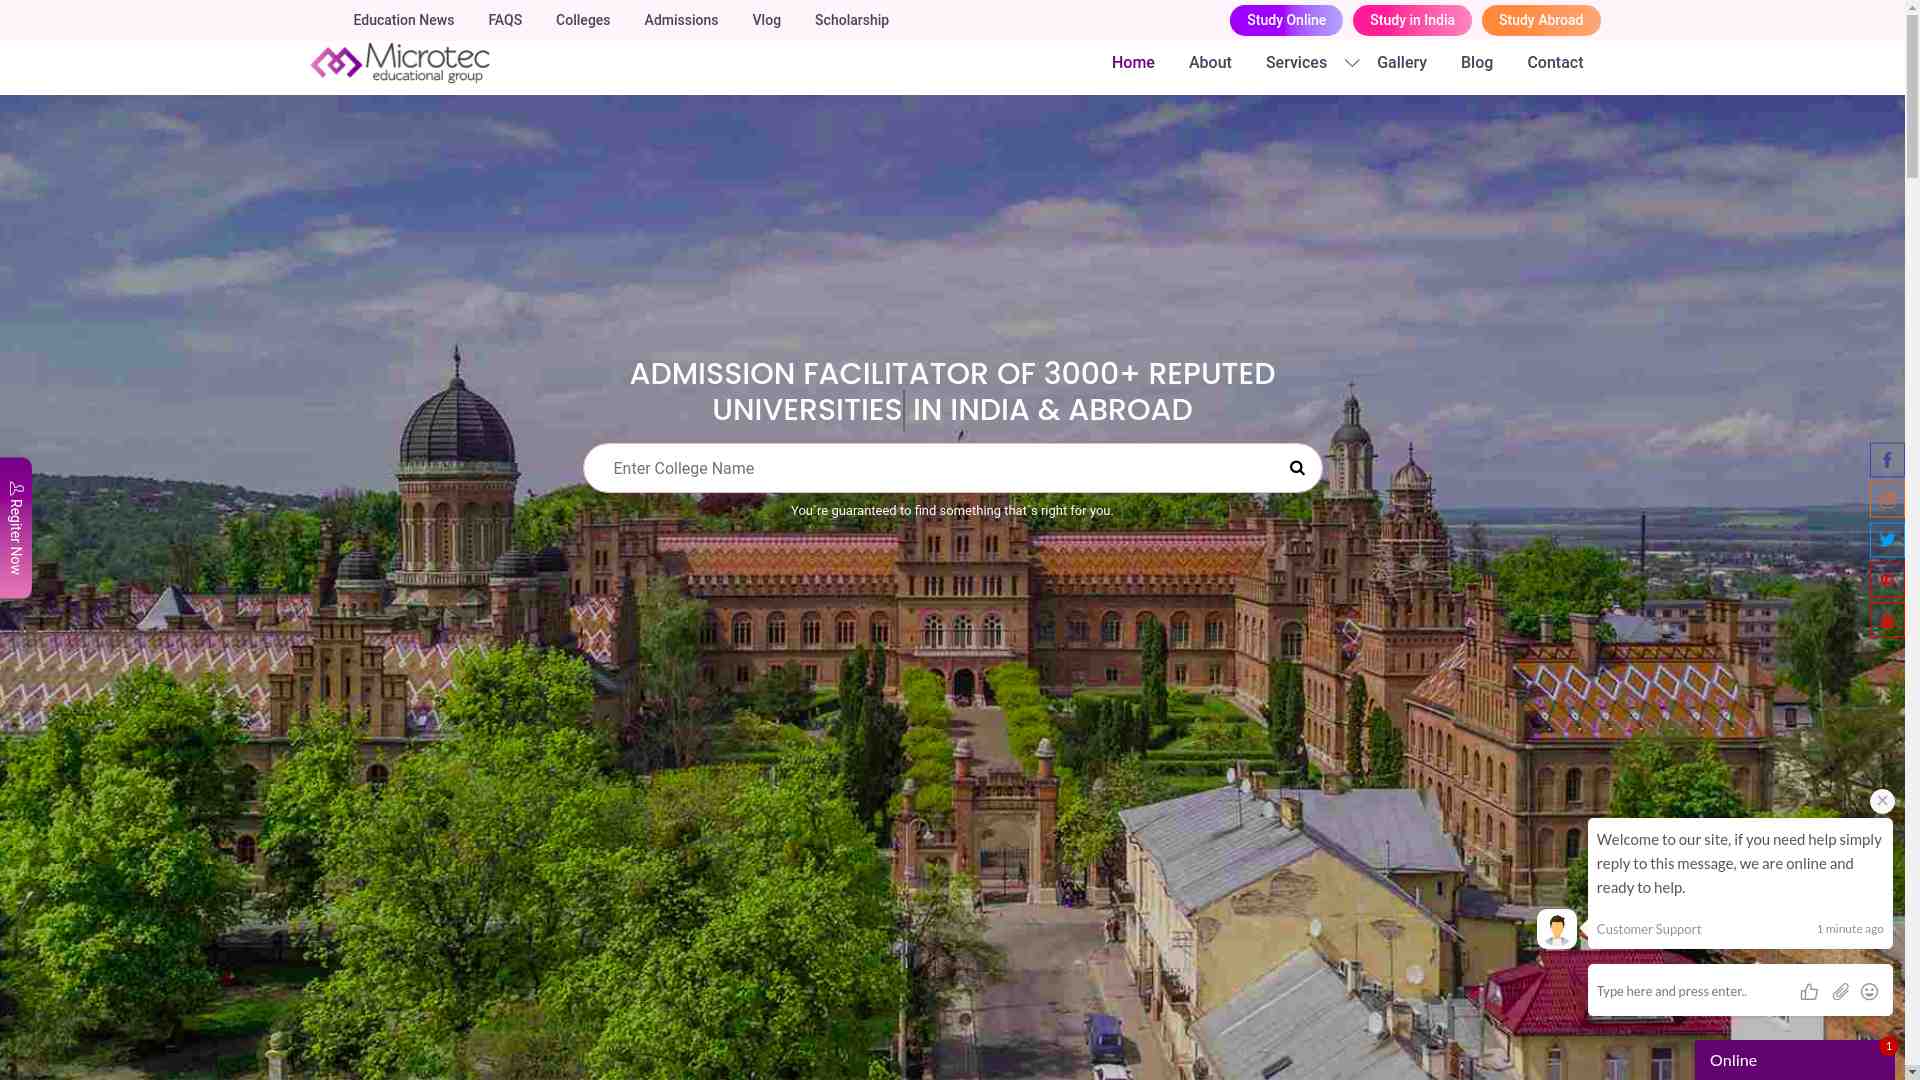 Education News
FAQS
Colleges
Admissions
Vlog
Scholarship
Study Online
Study in India
Study Abroad
Microtec
educational group
Home
About
Services
Gallery
Blog
Contact
ADMISSION FACILITATOR OF 3000+ REPUTED
UNIVERSITIES IN INDIA & ABROAD
Enter College Name
You're guaranteed to find something that's right for you.
Regiter Now
Welcome to our site, if you need help simply
reply to this message, we are online and
ready to help.
Customer Support
1 minute ago
Type here and press enter..
Online
1